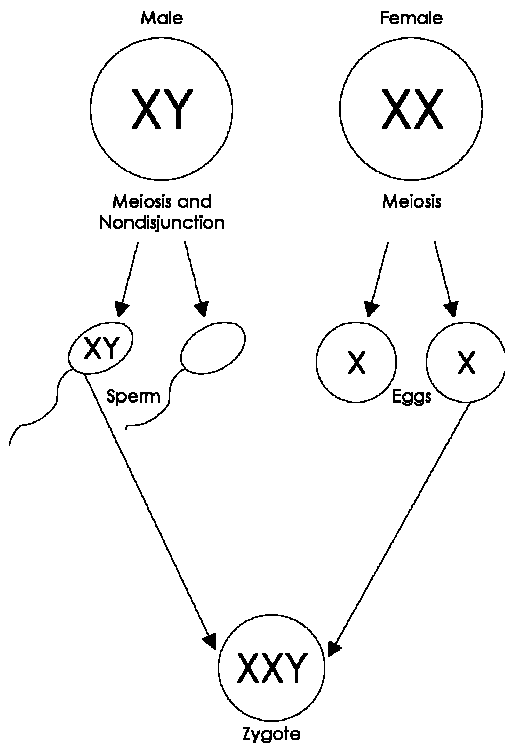 Male
Female
XY
XX
Meiosis and
Nondisjunction
Meiosis
XY
X
X
Sperm
Eggs
XXY
Zygote